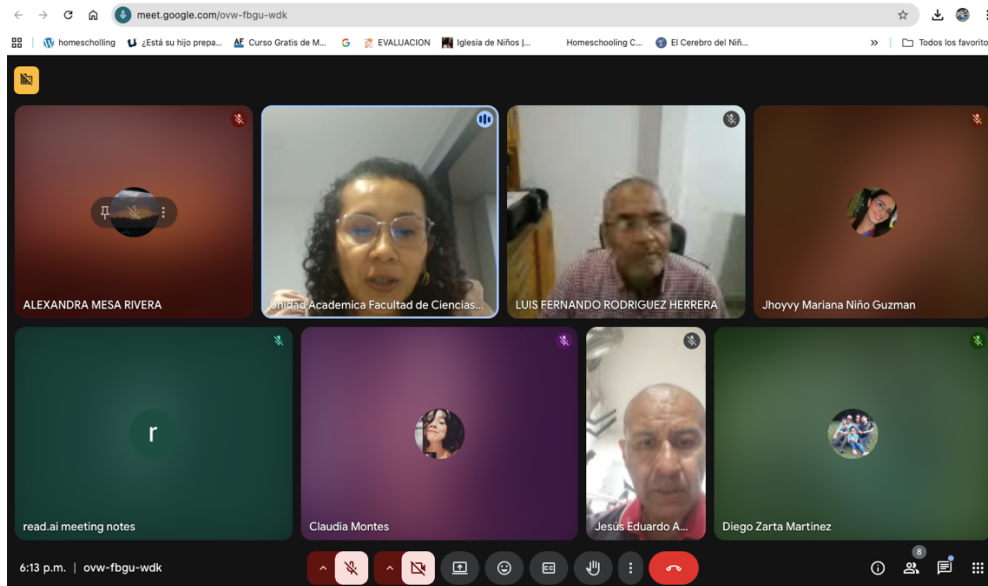 meet.google.com/ovw-fbgu-wdk
homescholling ¿Está su hijo prepa... Curso Gratis de M... EVALUACION Iglesia de Niños |... Homeschooling C... El Cerebro del Niñ... » Todos los favorito
ALEXANDRA MESA RIVERA
Unidad Academica Facultad de Ciencias...
LUIS FERNANDO RODRIGUEZ HERRERA
Jhoyvy Mariana Niño Guzman
r
read.ai meeting notes
Claudia Montes
Jesús Eduardo A...
Diego Zarta Martinez
6:13 p.m. | ovw-fbgu-wdk
8